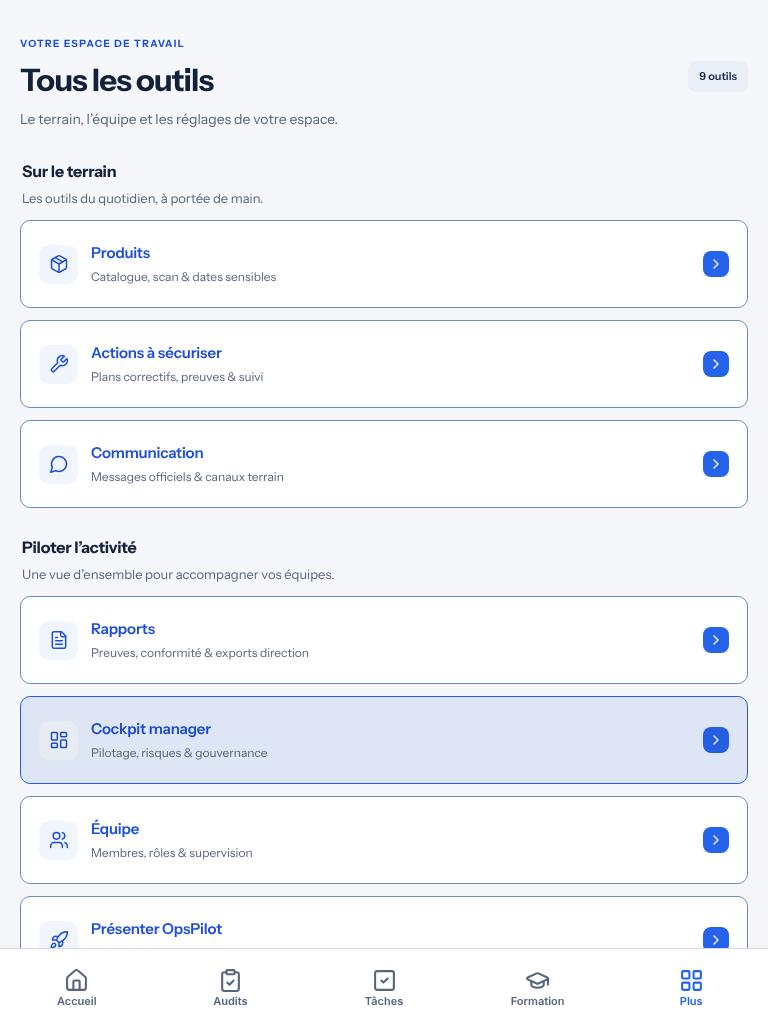 VOTRE ESPACE DE TRAVAIL
Tous les outils
9 outils
Le terrain, l’équipe et les réglages de votre espace.
Sur le terrain
Les outils du quotidien, à portée de main.
Produits
Catalogue, scan & dates sensibles
Actions à sécuriser
Plans correctifs, preuves & suivi
Communication
Messages officiels & canaux terrain
Piloter l’activité
Une vue d’ensemble pour accompagner vos équipes.
Rapports
Preuves, conformité & exports direction
Cockpit manager
Pilotage, risques & gouvernance
Équipe
Membres, rôles & supervision
Présenter OpsPilot
Accueil
Audits
Tâches
Formation
Plus